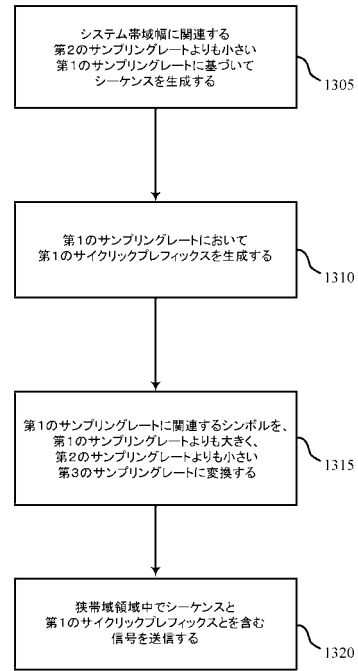 システム帯域幅に関連する
第2のサンプリングレートよりも小さい
第1のサンプリングレートに基づいて
シーケンスを生成する
1305
第1のサンプリングレートにおいて
第1のサイクリックプレフィックスを生成する
1310
第1のサンプリングレートに関連するシンボルを、
第1のサンプリングレートよりも大きく、
第2のサンプリングレートよりも小さい
第3のサンプリングレートに変換する
1315
狭帯域領域中でシーケンスと
第1のサイクリックプレフィックスとを含む
信号を送信する
1320